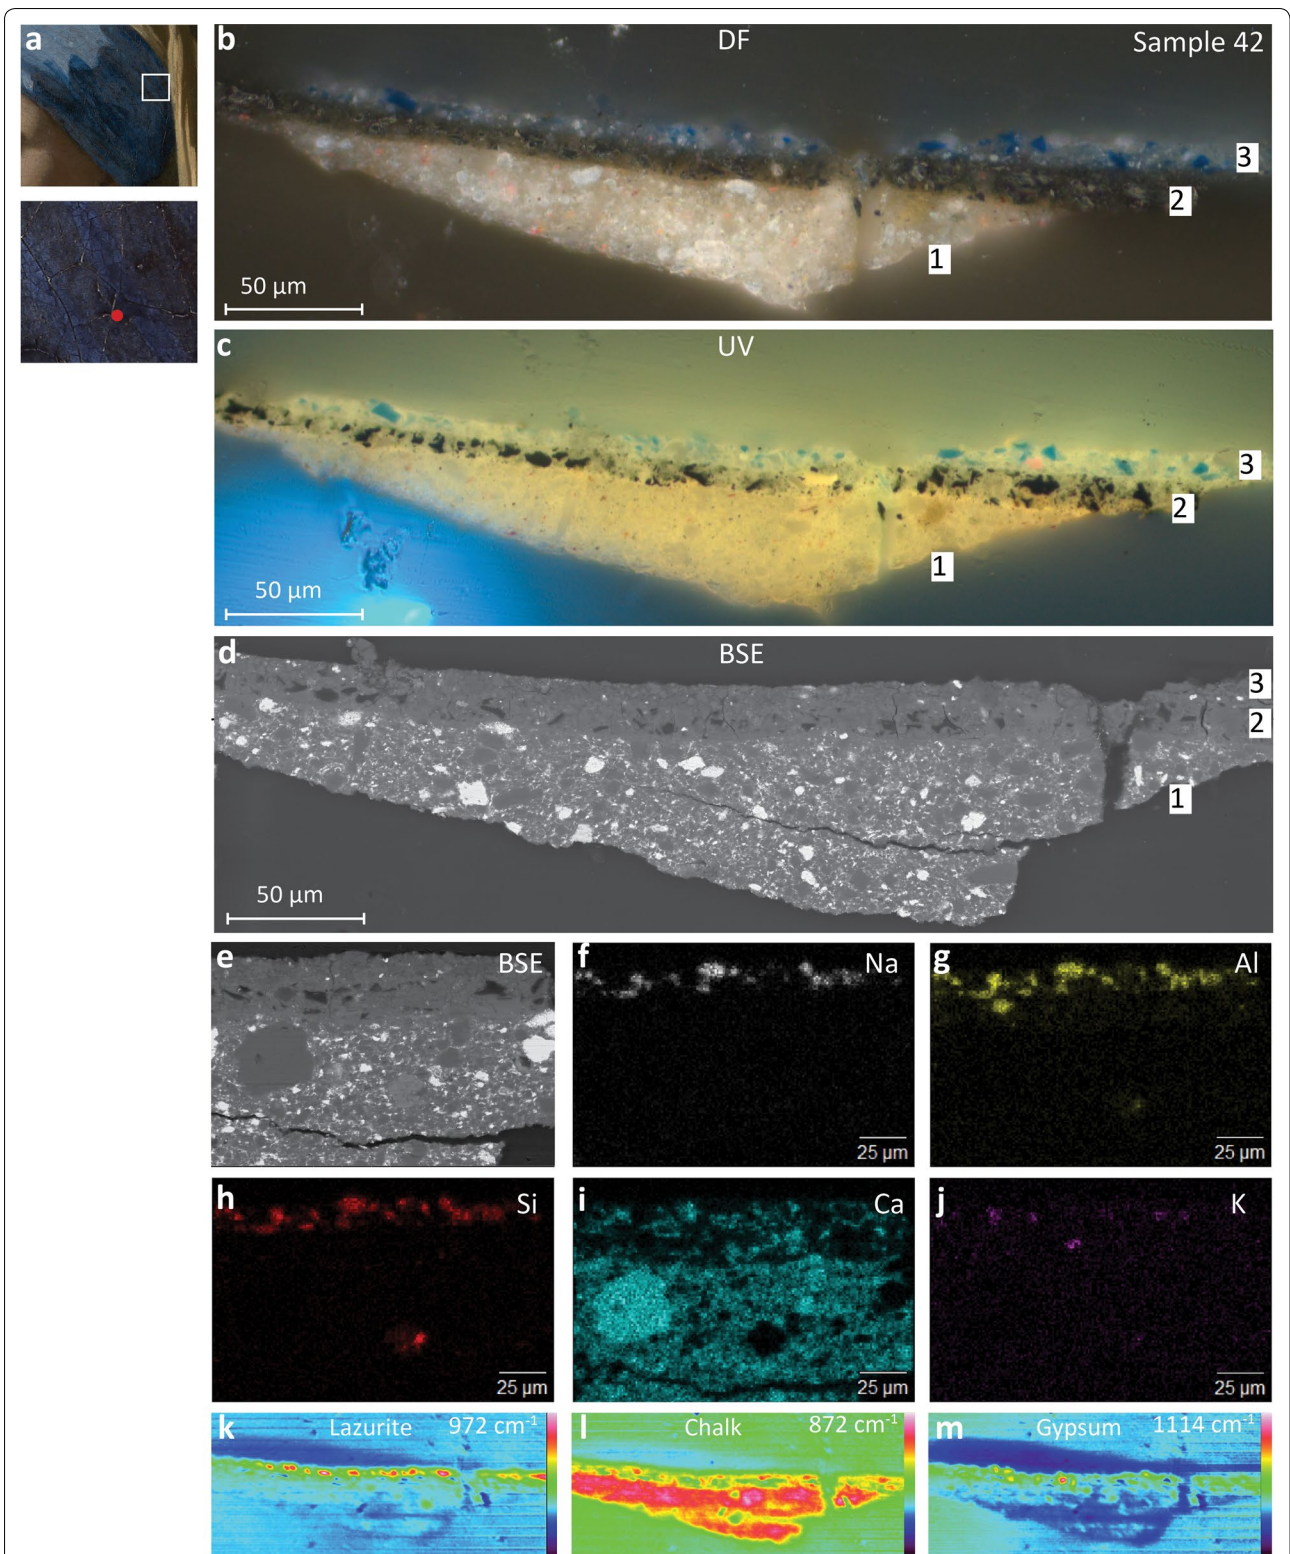 a
b DF Sample 42
3
2
1
50 µm
c UV
3
2
1
50 µm
d BSE
3
2
1
50 µm
e BSE
f Na
25 µm
g Al
25 µm
h Si
25 µm
i Ca
25 µm
j K
25 µm
k Lazurite 972 cm⁻¹
l Chalk 872 cm⁻¹
m Gypsum 1114 cm⁻¹